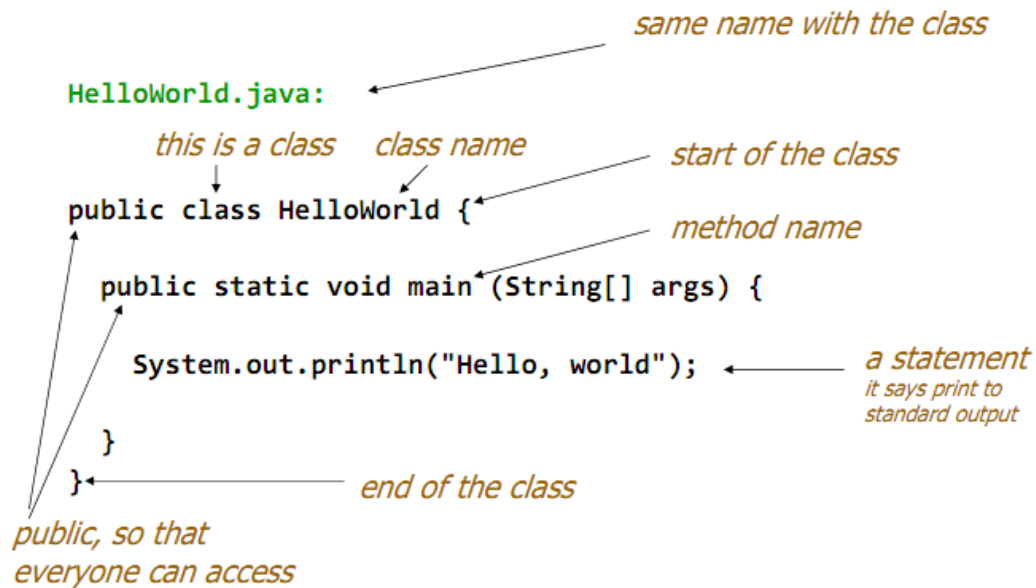 same name with the class
HelloWorld.java:
this is a class class name
start of the class
public class HelloWorld {
method name
public static void main (String[] args) {
System.out.println("Hello, world");
a statement
it says print to
standard output
}
}
end of the class
public, so that
everyone can access